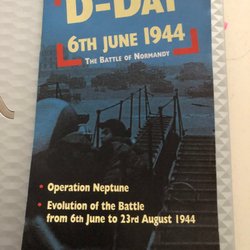 D-DAY
6TH JUNE 1944
THE BATTLE OF NORMANDY
• Operation Neptune
• Evolution of the Battle
from 6th June to 23rd August 1944